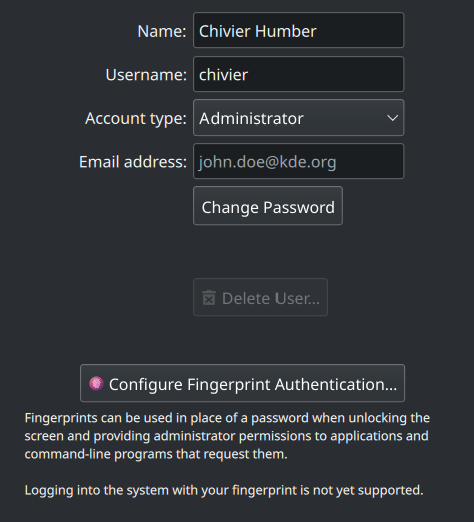 Name: Chivier Humber
Username: chivier
Account type: Administrator
Email address: john.doe@kde.org
Change Password
Delete User...
Configure Fingerprint Authentication...
Fingerprints can be used in place of a password when unlocking the
screen and providing administrator permissions to applications and
command-line programs that request them.
Logging into the system with your fingerprint is not yet supported.